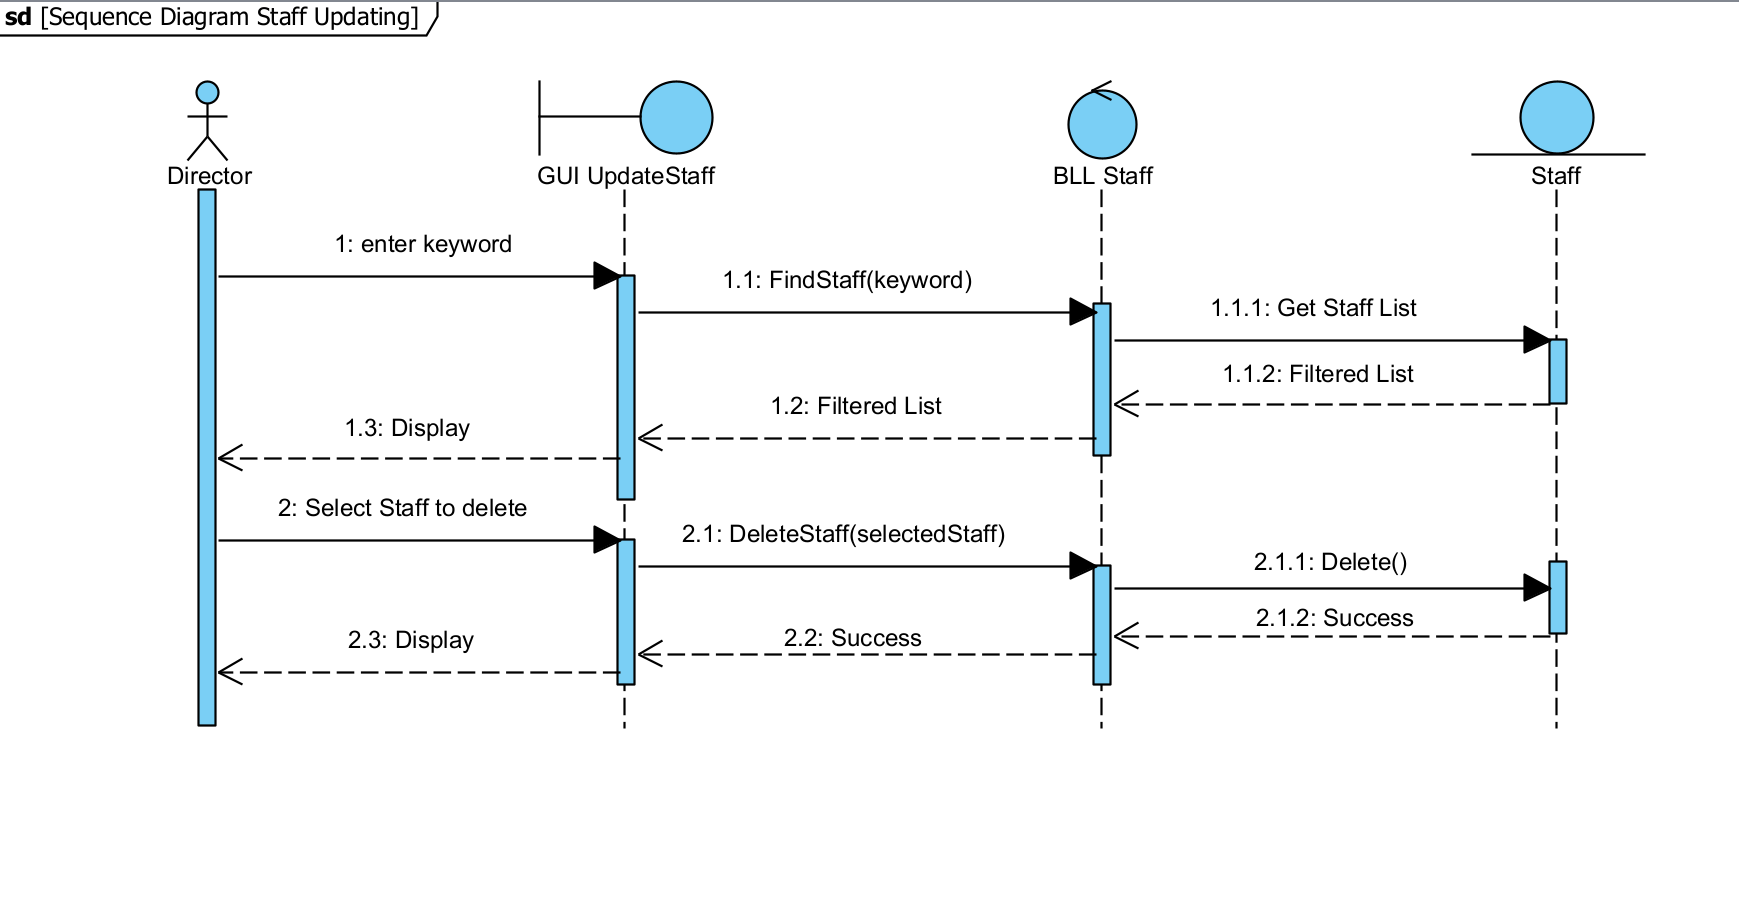 sd [Sequence Diagram Staff Updating]
Director
GUI UpdateStaff
BLL Staff
Staff
1: enter keyword
1.1: FindStaff(keyword)
1.1.1: Get Staff List
1.1.2: Filtered List
1.2: Filtered List
1.3: Display
2: Select Staff to delete
2.1: DeleteStaff(selectedStaff)
2.1.1: Delete()
2.1.2: Success
2.2: Success
2.3: Display